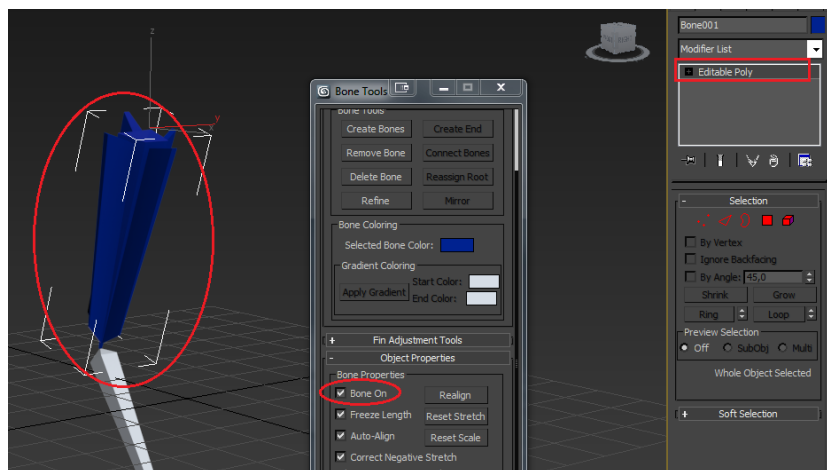 z
y
x
Bone Tools
Bone Tools
Create Bones
Create End
Remove Bone
Connect Bones
Delete Bone
Reassign Root
Refine
Mirror
Bone Coloring
Selected Bone Color:
Gradient Coloring
Apply Gradient
Start Color:
End Color:
+ Fin Adjustment Tools
- Object Properties
Bone Properties
Bone On
Realign
Freeze Length
Reset Stretch
Auto-Align
Reset Scale
Correct Negative Stretch
Bone001
Modifier List
Editable Poly
- Selection
By Vertex
Ignore Backfacing
By Angle: 45,0
Shrink
Grow
Ring
Loop
Preview Selection
Off
SubObj
Multi
Whole Object Selected
+ Soft Selection